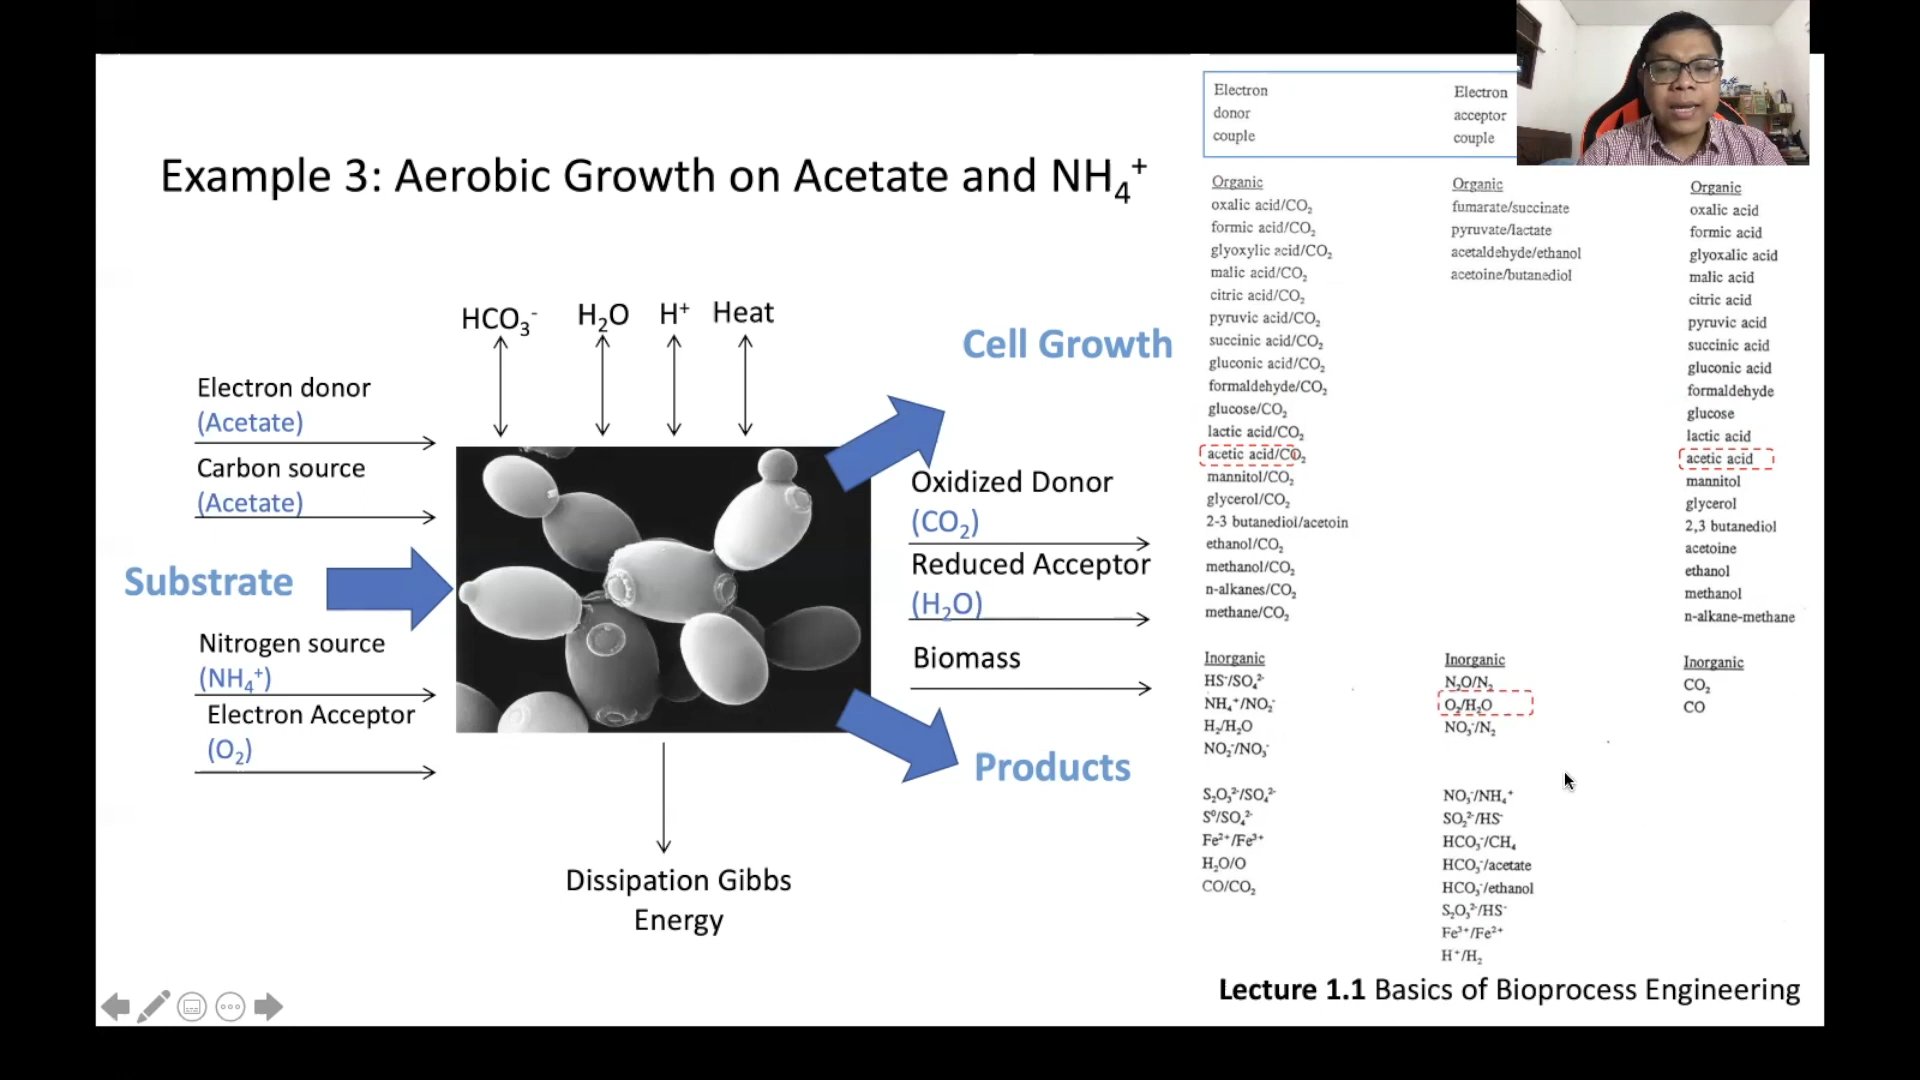 Example 3: Aerobic Growth on Acetate and NH₄⁺
HCO₃⁻ H₂O H⁺ Heat
Electron donor
(Acetate)
Carbon source
(Acetate)
Substrate
Nitrogen source
(NH₄⁺)
Electron Acceptor
(O₂)
Cell Growth
Oxidized Donor
(CO₂)
Reduced Acceptor
(H₂O)
Biomass
Products
Dissipation Gibbs
Energy
Electron
donor
couple
Organic
oxalic acid/CO₂
formic acid/CO₂
glyoxylic acid/CO₂
malic acid/CO₂
citric acid/CO₂
pyruvic acid/CO₂
succinic acid/CO₂
gluconic acid/CO₂
formaldehyde/CO₂
glucose/CO₂
lactic acid/CO₂
acetic acid/CO₂
mannitol/CO₂
glycerol/CO₂
2-3 butanediol/acetoin
ethanol/CO₂
methanol/CO₂
n-alkanes/CO₂
methane/CO₂
Inorganic
HS⁻/SO₄²⁻
NH₄⁺/NO₂⁻
H₂/H₂O
NO₂⁻/NO₃⁻
S₂O₃²⁻/SO₄²⁻
S⁰/SO₄²⁻
Fe²⁺/Fe³⁺
H₂O/O
CO/CO₂
Electron
acceptor
couple
Organic
fumarate/succinate
pyruvate/lactate
acetaldehyde/ethanol
acetoine/butanediol
Inorganic
N₂O/N₂
O₂/H₂O
NO₃⁻/N₂
NO₃⁻/NH₄⁺
SO₂²⁻/HS⁻
HCO₃⁻/CH₄
HCO₃⁻/acetate
HCO₃⁻/ethanol
S₂O₃²⁻/HS⁻
Fe³⁺/Fe²⁺
H⁺/H₂
Organic
oxalic acid
formic acid
glyoxalic acid
malic acid
citric acid
pyruvic acid
succinic acid
gluconic acid
formaldehyde
glucose
lactic acid
acetic acid
mannitol
glycerol
2,3 butanediol
acetoine
ethanol
methanol
n-alkane-methane
Inorganic
CO₂
CO
Lecture 1.1 Basics of Bioprocess Engineering